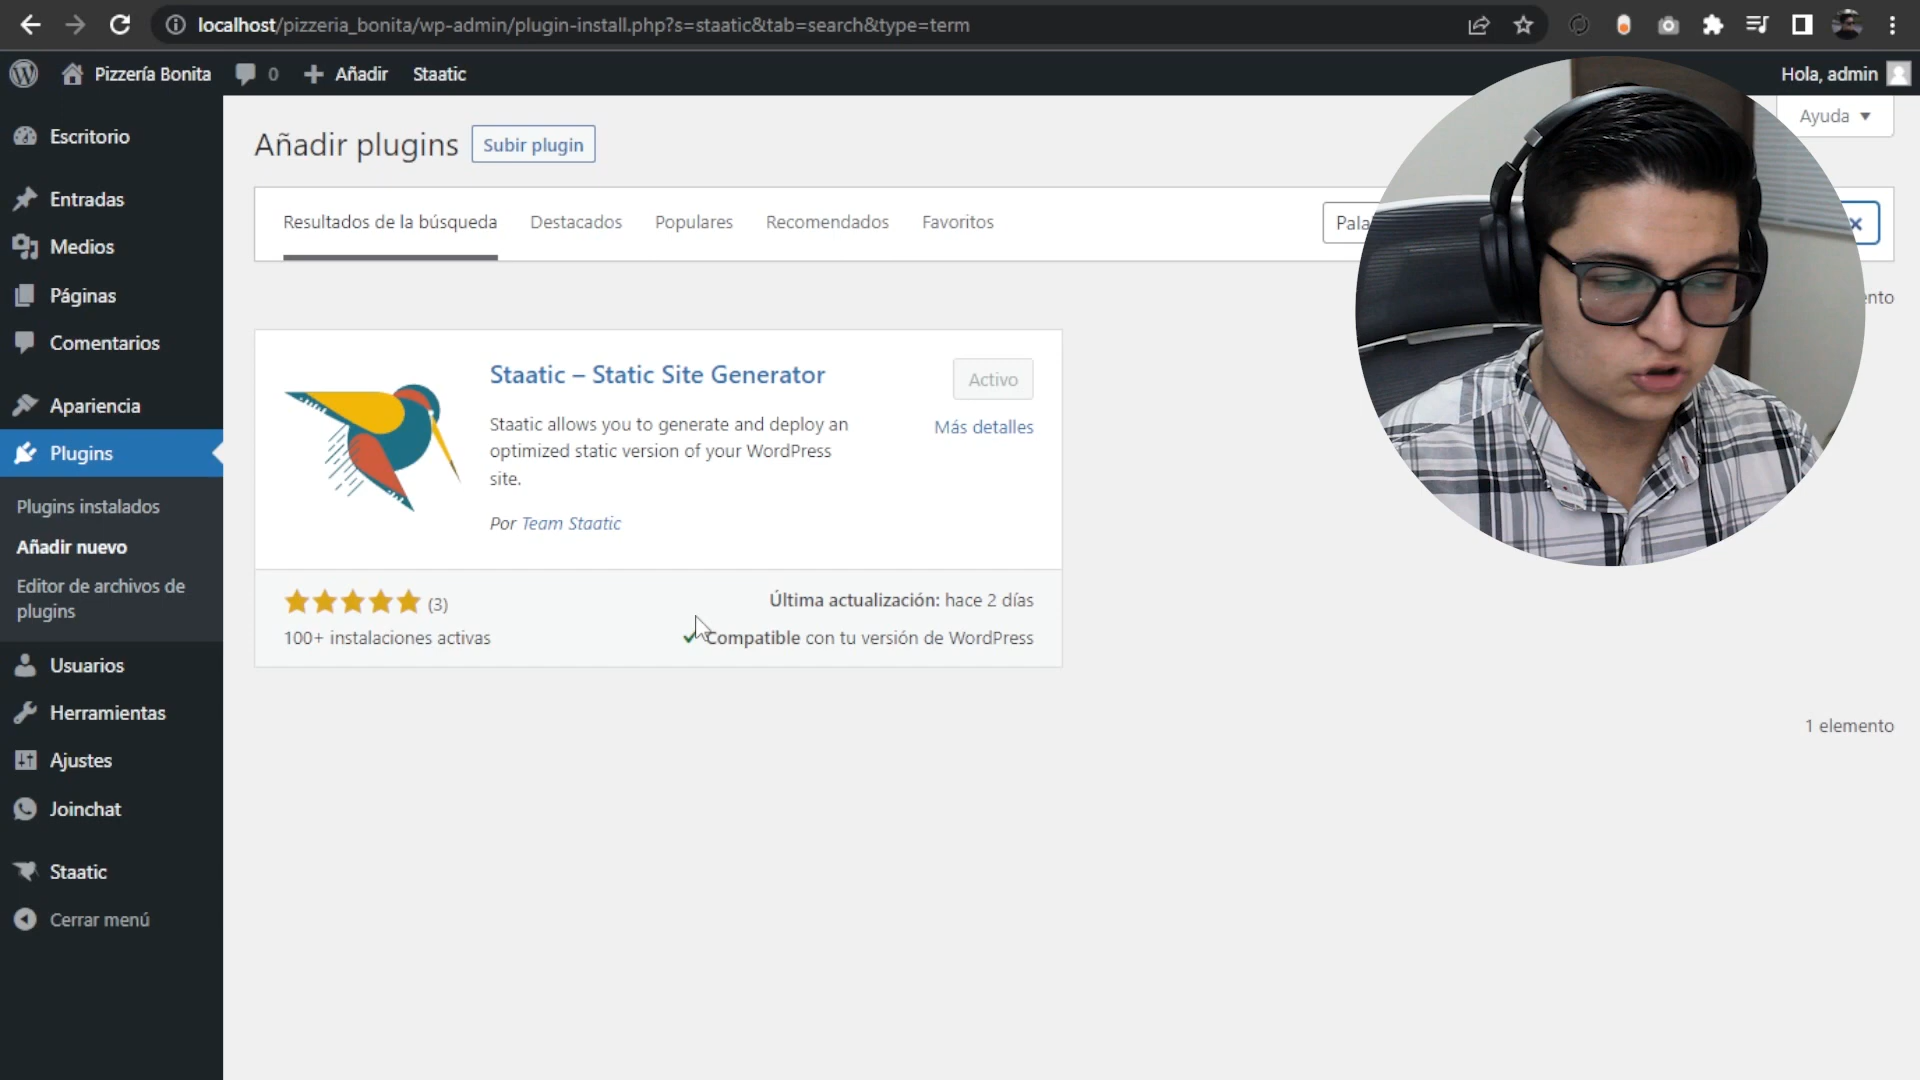 localhost/pizzeria_bonita/wp-admin/plugin-install.php?s=staatic&tab=search&type=term
Pizzería Bonita
0
Añadir
Staatic
Hola, admin
Ayuda
Escritorio
Entradas
Medios
Páginas
Comentarios
Apariencia
Plugins
Plugins instalados
Añadir nuevo
Editor de archivos de
plugins
Usuarios
Herramientas
Ajustes
Joinchat
Staatic
Cerrar menú
Añadir plugins
Subir plugin
Resultados de la búsqueda
Destacados
Populares
Recomendados
Favoritos
Staatic – Static Site Generator
Activo
Más detalles
Staatic allows you to generate and deploy an
optimized static version of your WordPress
site.
Por Team Staatic
(3)
100+ instalaciones activas
Última actualización: hace 2 días
Compatible con tu versión de WordPress
1 elemento